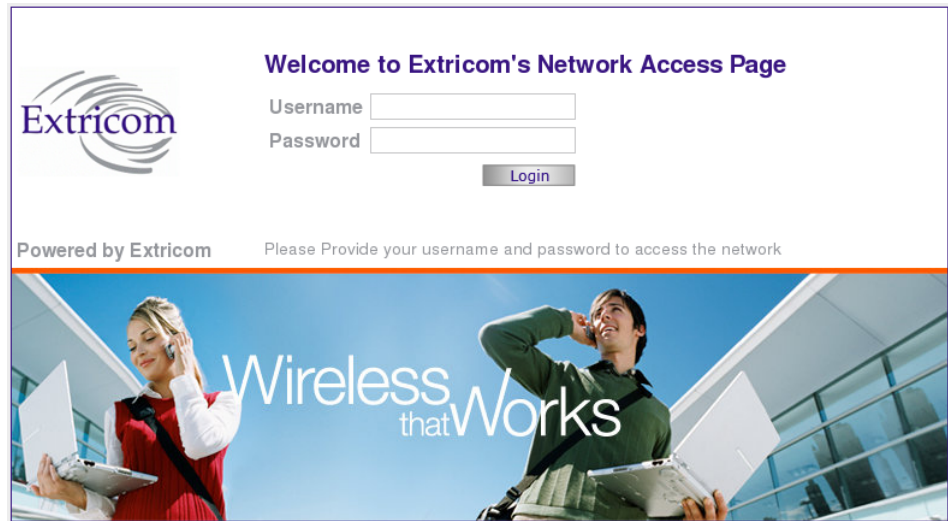 Welcome to Extricom's Network Access Page
Extricom
Username
Password
Login
Powered by Extricom
Please Provide your username and password to access the network
Wireless
that Works